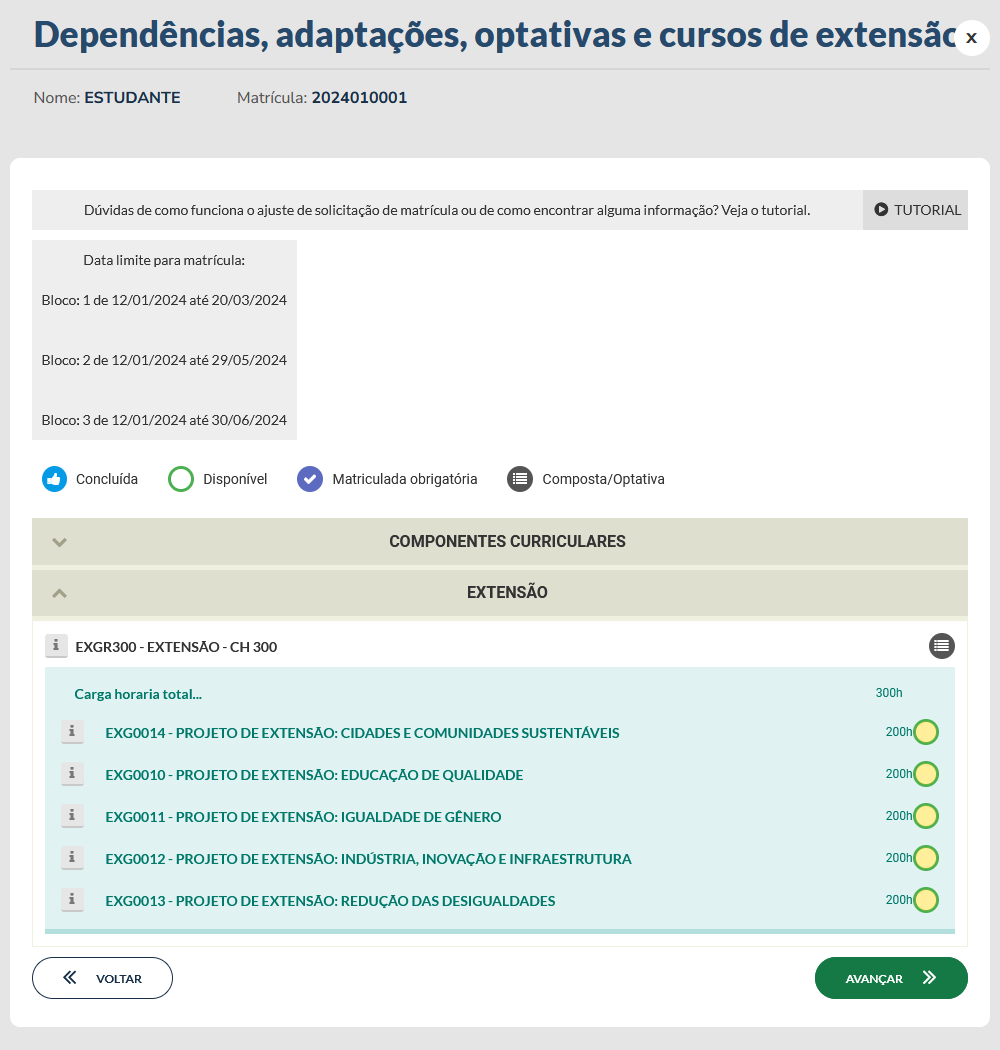 Dependências, adaptações, optativas e cursos de extensão
x
Nome: ESTUDANTE Matrícula: 2024010001
Dúvidas de como funciona o ajuste de solicitação de matrícula ou de como encontrar alguma informação? Veja o tutorial.
TUTORIAL
Data limite para matrícula:
Bloco: 1 de 12/01/2024 até 20/03/2024
Bloco: 2 de 12/01/2024 até 29/05/2024
Bloco: 3 de 12/01/2024 até 30/06/2024
Concluída Disponível Matriculada obrigatória Composta/Optativa
COMPONENTES CURRICULARES
EXTENSÃO
i EXGR300 - EXTENSÃO - CH 300
Carga horaria total... 300h
i EXG0014 - PROJETO DE EXTENSÃO: CIDADES E COMUNIDADES SUSTENTÁVEIS 200h
i EXG0010 - PROJETO DE EXTENSÃO: EDUCAÇÃO DE QUALIDADE 200h
i EXG0011 - PROJETO DE EXTENSÃO: IGUALDADE DE GÊNERO 200h
i EXG0012 - PROJETO DE EXTENSÃO: INDÚSTRIA, INOVAÇÃO E INFRAESTRUTURA 200h
i EXG0013 - PROJETO DE EXTENSÃO: REDUÇÃO DAS DESIGUALDADES 200h
VOLTAR AVANÇAR